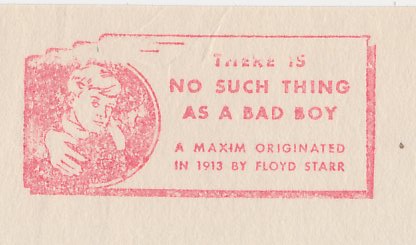 THERE IS
NO SUCH THING
AS A BAD BOY
A MAXIM ORIGINATED
IN 1913 BY FLOYD STARR